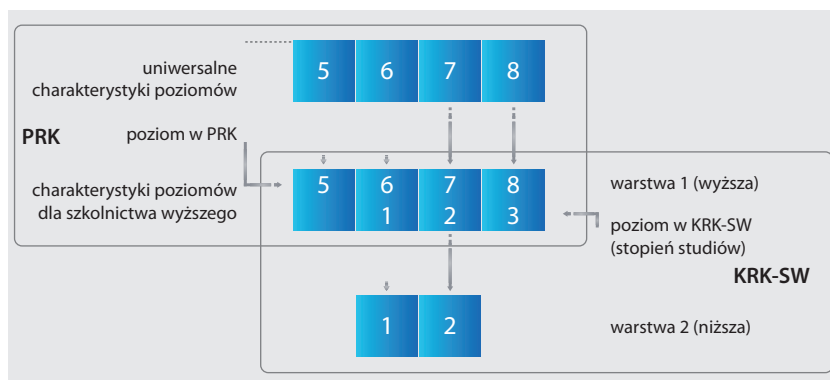 5 6 7 8
uniwersalne
charakterystyki poziomów
PRK
poziom w PRK
charakterystyki poziomów
dla szkolnictwa wyższego
5 6 7 8
1 2 3
warstwa 1 (wyższa)
poziom w KRK-SW
(stopień studiów)
KRK-SW
1 2
warstwa 2 (niższa)